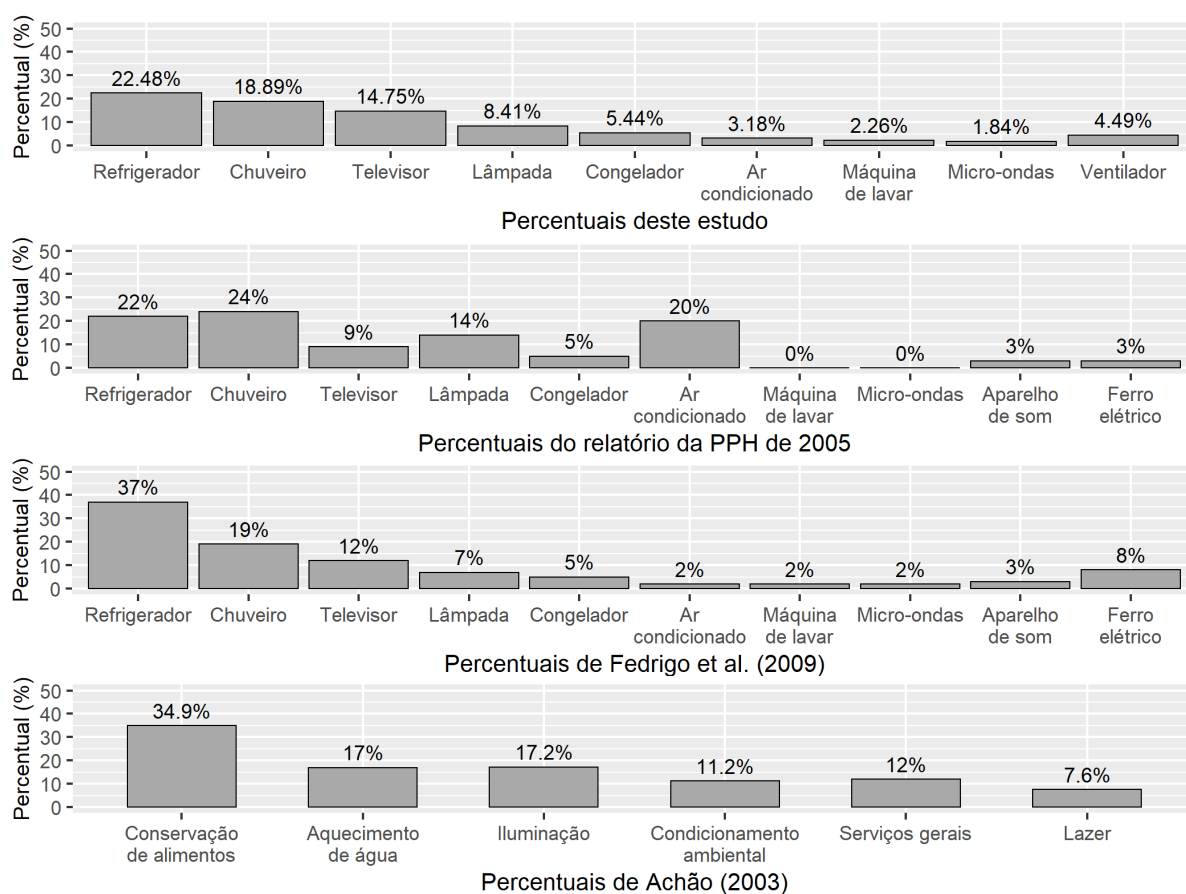 Percentual (%)
50
40
30
20
10
0
22.48%
18.89%
14.75%
8.41%
5.44%
3.18%
2.26%
1.84%
4.49%
Refrigerador
Chuveiro
Televisor
Lâmpada
Congelador
Ar
condicionado
Máquina
de lavar
Micro-ondas
Ventilador
Percentuais deste estudo
Percentual (%)
50
40
30
20
10
0
22%
24%
9%
14%
5%
20%
0%
0%
3%
3%
Refrigerador
Chuveiro
Televisor
Lâmpada
Congelador
Ar
condicionado
Máquina
de lavar
Micro-ondas
Aparelho
de som
Ferro
elétrico
Percentuais do relatório da PPH de 2005
Percentual (%)
50
40
30
20
10
0
37%
19%
12%
7%
5%
2%
2%
2%
3%
8%
Refrigerador
Chuveiro
Televisor
Lâmpada
Congelador
Ar
condicionado
Máquina
de lavar
Micro-ondas
Aparelho
de som
Ferro
elétrico
Percentuais de Fedrigo et al. (2009)
Percentual (%)
50
40
30
20
10
0
34.9%
17%
17.2%
11.2%
12%
7.6%
Conservação
de alimentos
Aquecimento
de água
Iluminação
Condicionamento
ambiental
Serviços gerais
Lazer
Percentuais de Achão (2003)